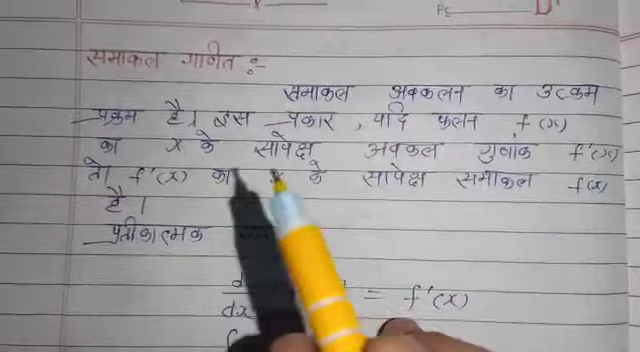 समाकल गणित :-
समाकल अवकलन का उत्क्रम
प्रक्रम है। इस प्रकार, यदि फलन f(x)
का x के सापेक्ष अवकल गुणांक f'(x)
तो f'(x) का के सापेक्ष समाकल f(x)
है।
प्रतीकात्मक
= f'(x)